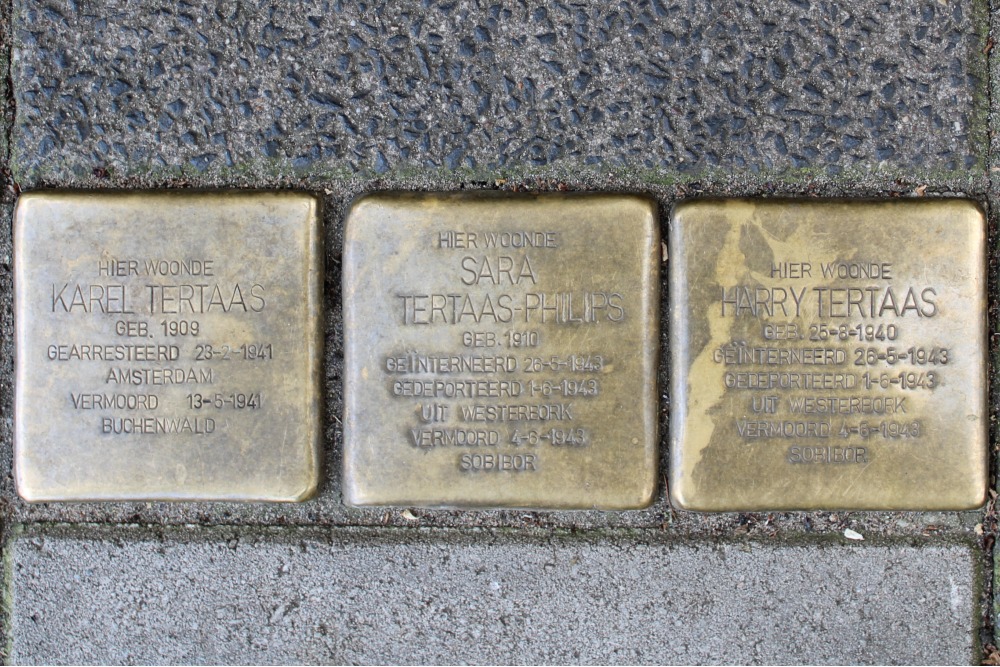 HIER WOONDE
KAREL TERTAAS
GEB. 1909
GEARRESTEERD 23-2-1941
AMSTERDAM
VERMOORD 13-5-1941
BUCHENWALD
HIER WOONDE
SARA
TERTAAS-PHILIPS
GEB. 1910
GEÏNTERNEERD 26-5-1943
GEDEPORTEERD 1-6-1943
UIT WESTERBORK
VERMOORD 4-6-1943
SOBIBOR
HIER WOONDE
HARRY TERTAAS
GEB. 25-8-1940
GEÏNTERNEERD 26-5-1943
GEDEPORTEERD 1-6-1943
UIT WESTERBORK
VERMOORD 4-6-1943
SOBIBOR